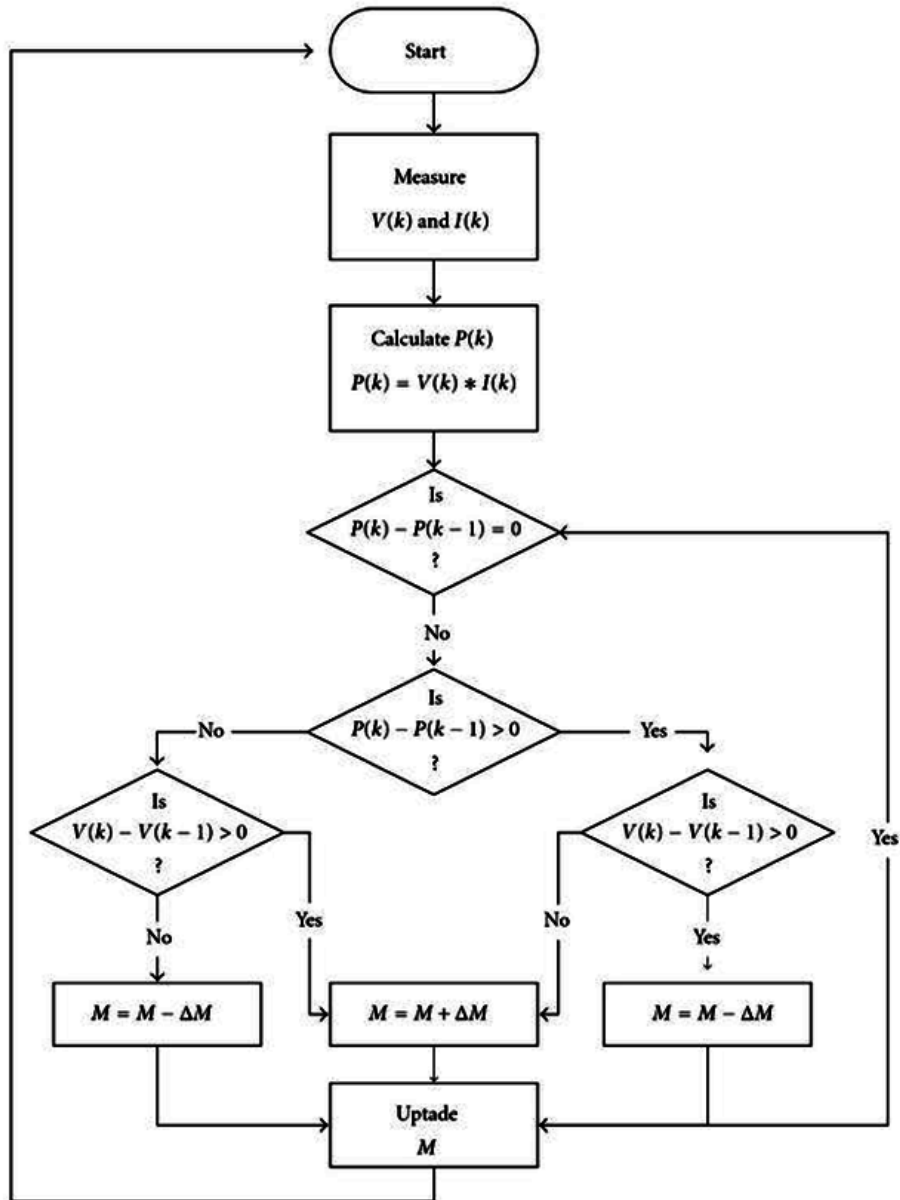 Start
Measure
V(k) and I(k)
Calculate P(k)
P(k) = V(k) * I(k)
Is
P(k) − P(k − 1) = 0
?
No
Is
P(k) − P(k − 1) > 0
?
No
Yes
Is
V(k) − V(k − 1) > 0
?
Is
V(k) − V(k − 1) > 0
?
Yes
No
Yes
No
Yes
M = M − ΔM
M = M + ΔM
M = M − ΔM
Uptade
M